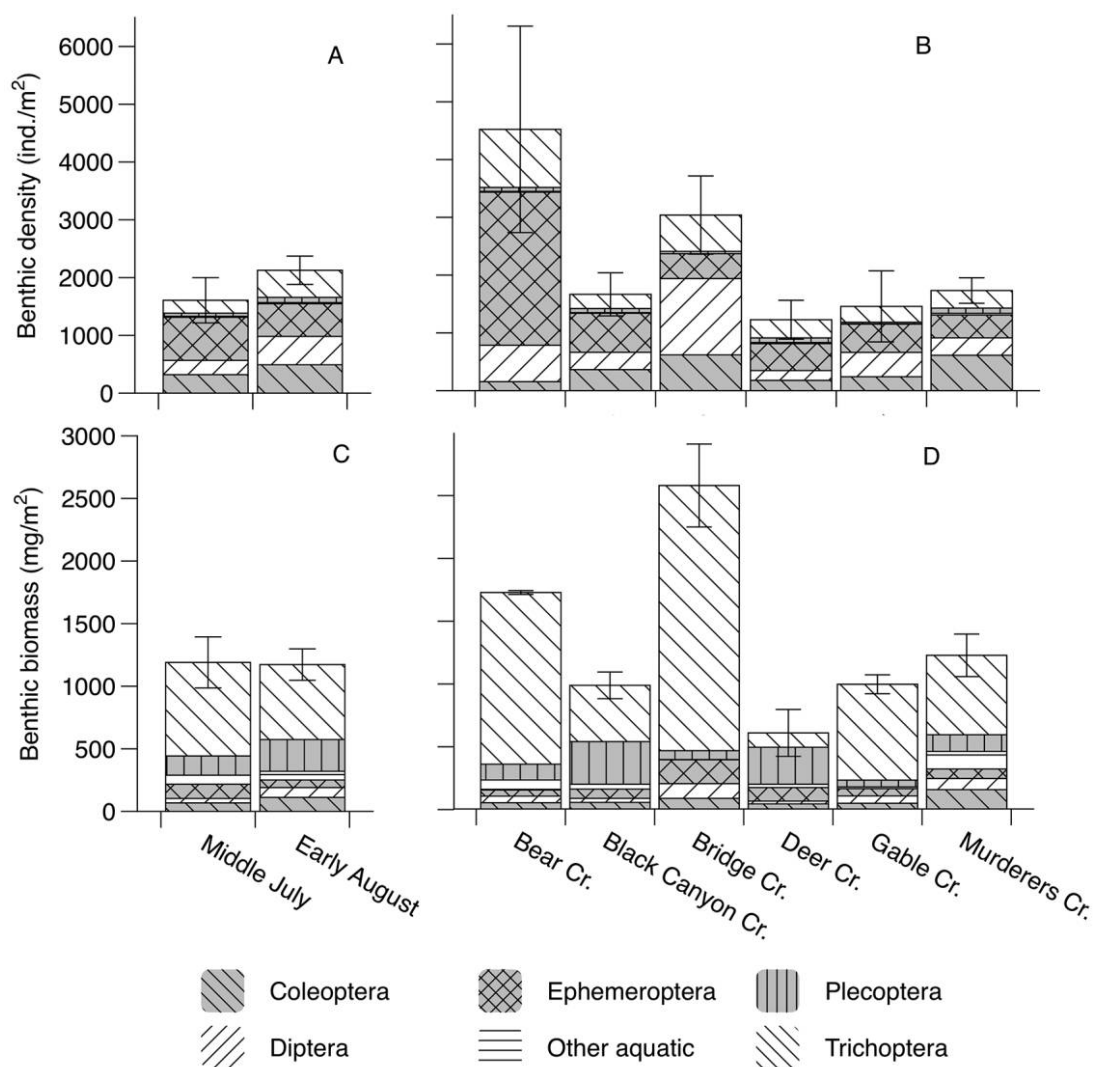 A
B
Benthic density (ind./m²)
6000
5000
4000
3000
2000
1000
0
C
D
Benthic biomass (mg/m²)
3000
2500
2000
1500
1000
500
0
Middle July
Early August
Bear Cr.
Black Canyon Cr.
Bridge Cr.
Deer Cr.
Gable Cr.
Murderers Cr.
Coleoptera
Ephemeroptera
Plecoptera
Diptera
Other aquatic
Trichoptera